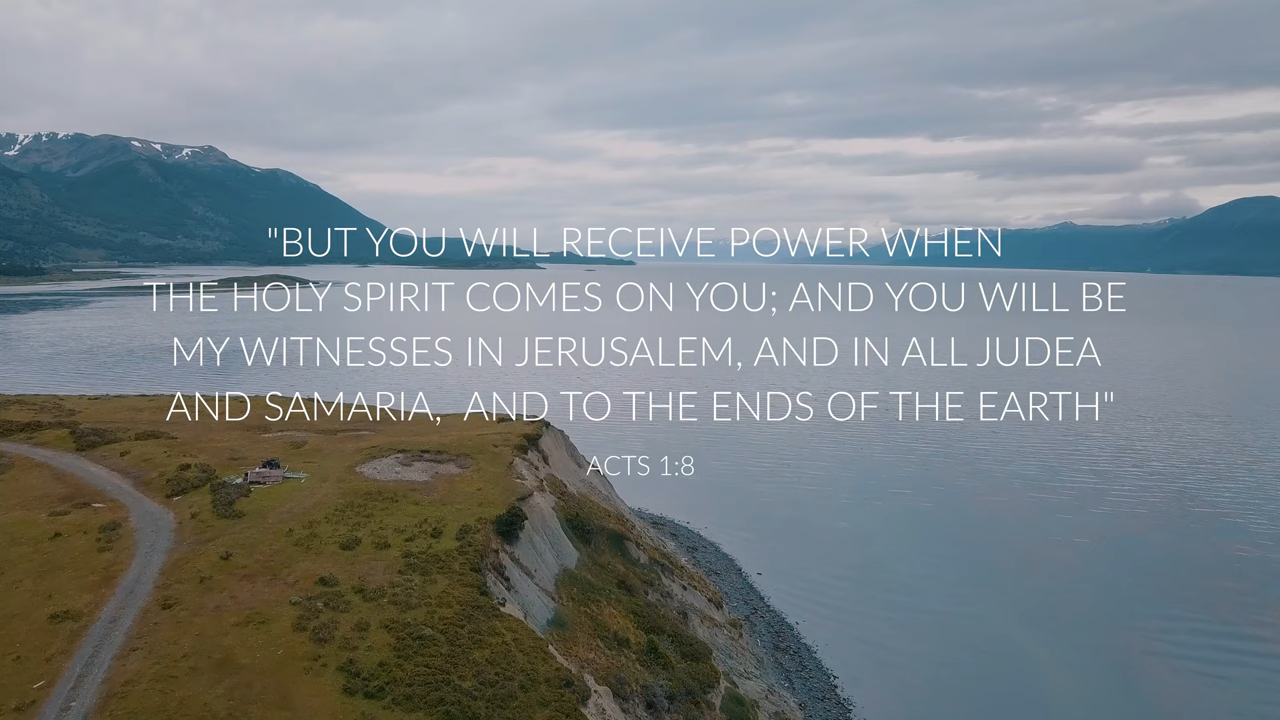 "BUT YOU WILL RECEIVE POWER WHEN
THE HOLY SPIRIT COMES ON YOU; AND YOU WILL BE
MY WITNESSES IN JERUSALEM, AND IN ALL JUDEA
AND SAMARIA, AND TO THE ENDS OF THE EARTH"
ACTS 1:8